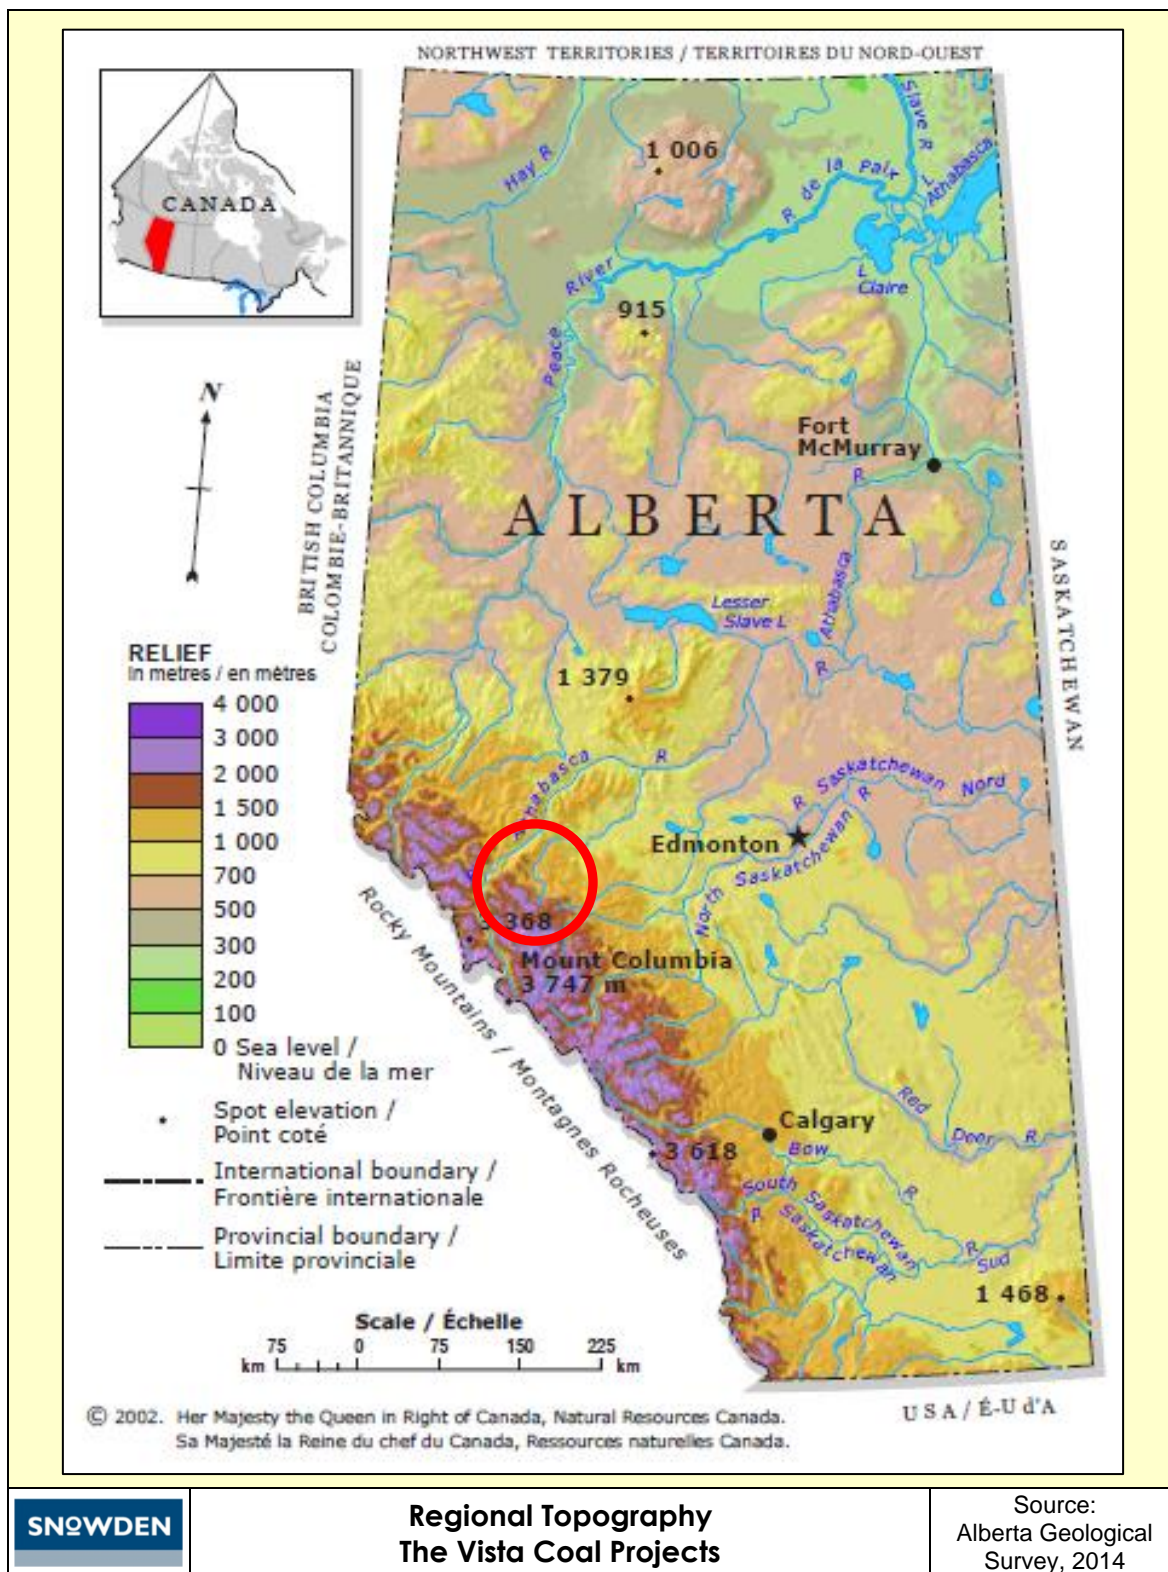 NORTHWEST TERRITORIES / TERRITOIRES DU NORD-OUEST
CANADA
N
BRITISH COLUMBIA
COLOMBIE-BRITANNIQUE
SASKATCHEWAN
Slave R
L Athabasca
1 006
Hay R
R de la Paix
L Claire
Peace River
915
Fort
McMurray
ALBERTA
R
Athabasca
R
Lesser
Slave L
1 379
Athabasca R
R Saskatchewan Nord
Edmonton
North Saskatchewan R
368
Mount Columbia
3 747 m
Rocky Mountains / Montagnes Rocheuses
Red Deer R
Calgary
Bow
R
3 618
South Saskatchewan R
R Saskatchewan Sud
1 468
RELIEF
In metres / en mètres
4 000
3 000
2 000
1 500
1 000
700
500
300
200
100
0 Sea level /
Niveau de la mer
Spot elevation /
Point coté
International boundary /
Frontière internationale
Provincial boundary /
Limite provinciale
Scale / Échelle
75 0 75 150 225
km km
USA / É-U d'A
© 2002. Her Majesty the Queen in Right of Canada, Natural Resources Canada.
Sa Majesté la Reine du chef du Canada, Ressources naturelles Canada.
SNOWDEN
Regional Topography
The Vista Coal Projects
Source:
Alberta Geological
Survey, 2014